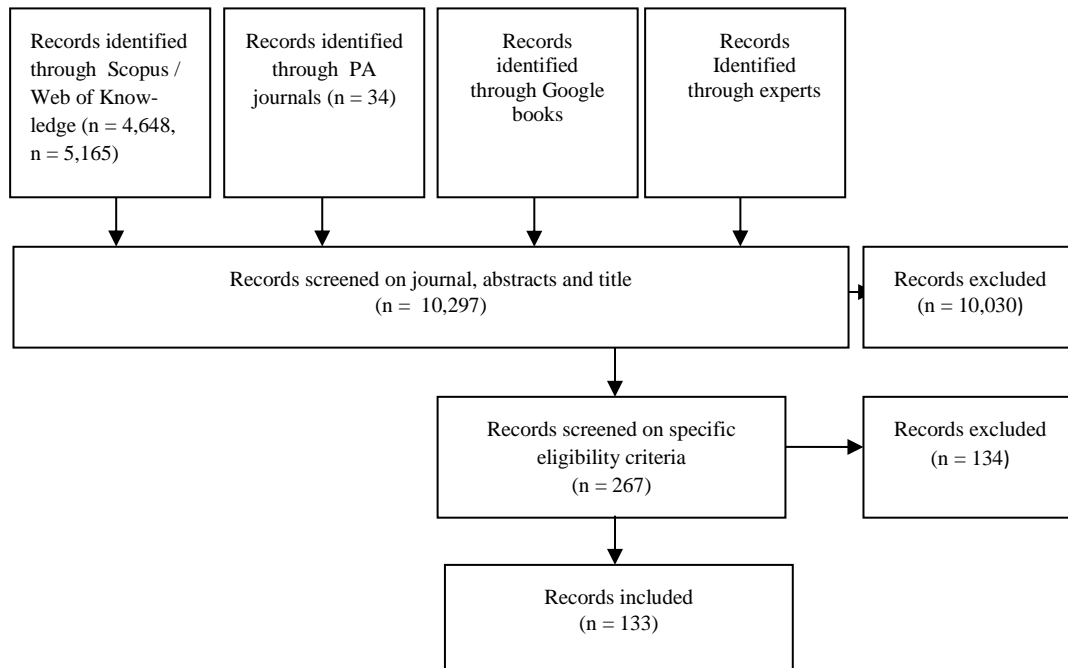 Records identified
through Scopus /
Web of Know-
ledge (n = 4,648,
n = 5,165)
Records identified
through PA
journals (n = 34)
Records
identified
through Google
books
Records
Identified
through experts
Records screened on journal, abstracts and title
(n = 10,297)
Records excluded
(n = 10,030)
Records screened on specific
eligibility criteria
(n = 267)
Records excluded
(n = 134)
Records included
(n = 133)